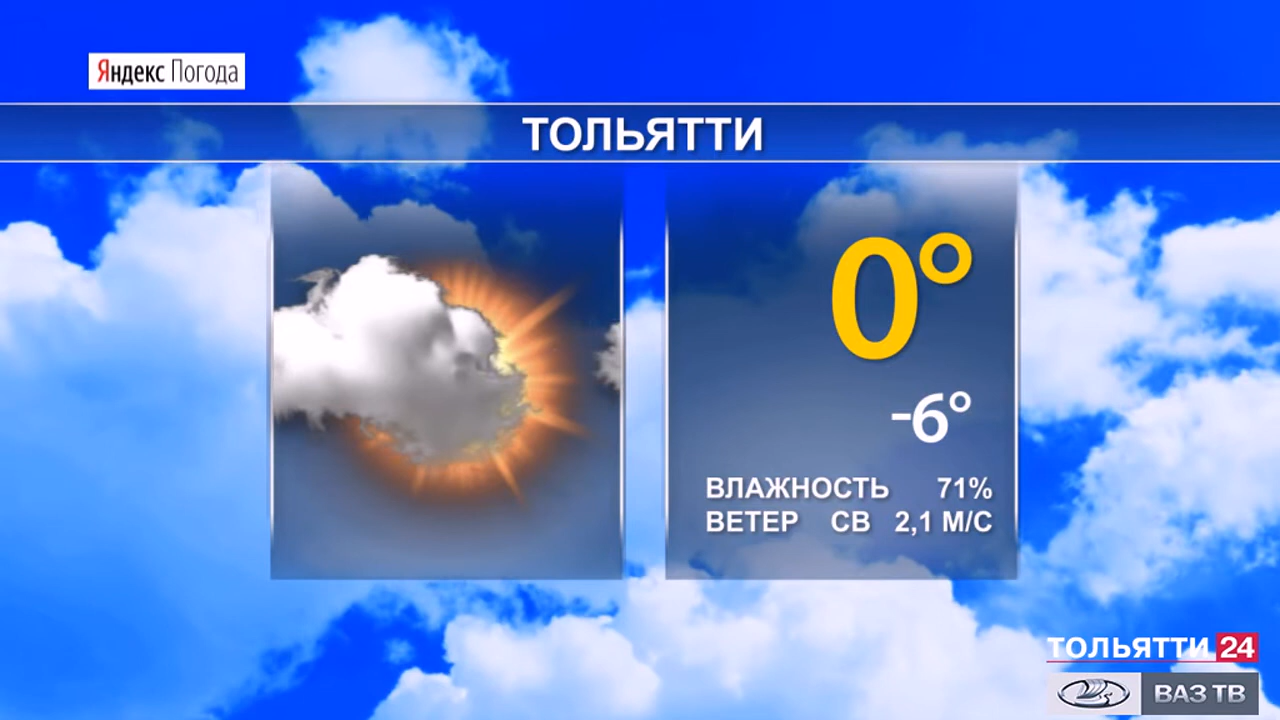 Яндекс Погода
ТОЛЬЯТТИ
0°
-6°
ВЛАЖНОСТЬ 71%
ВЕТЕР СВ 2,1 М/С
ТОЛЬЯТТИ 24
ВАЗ ТВ